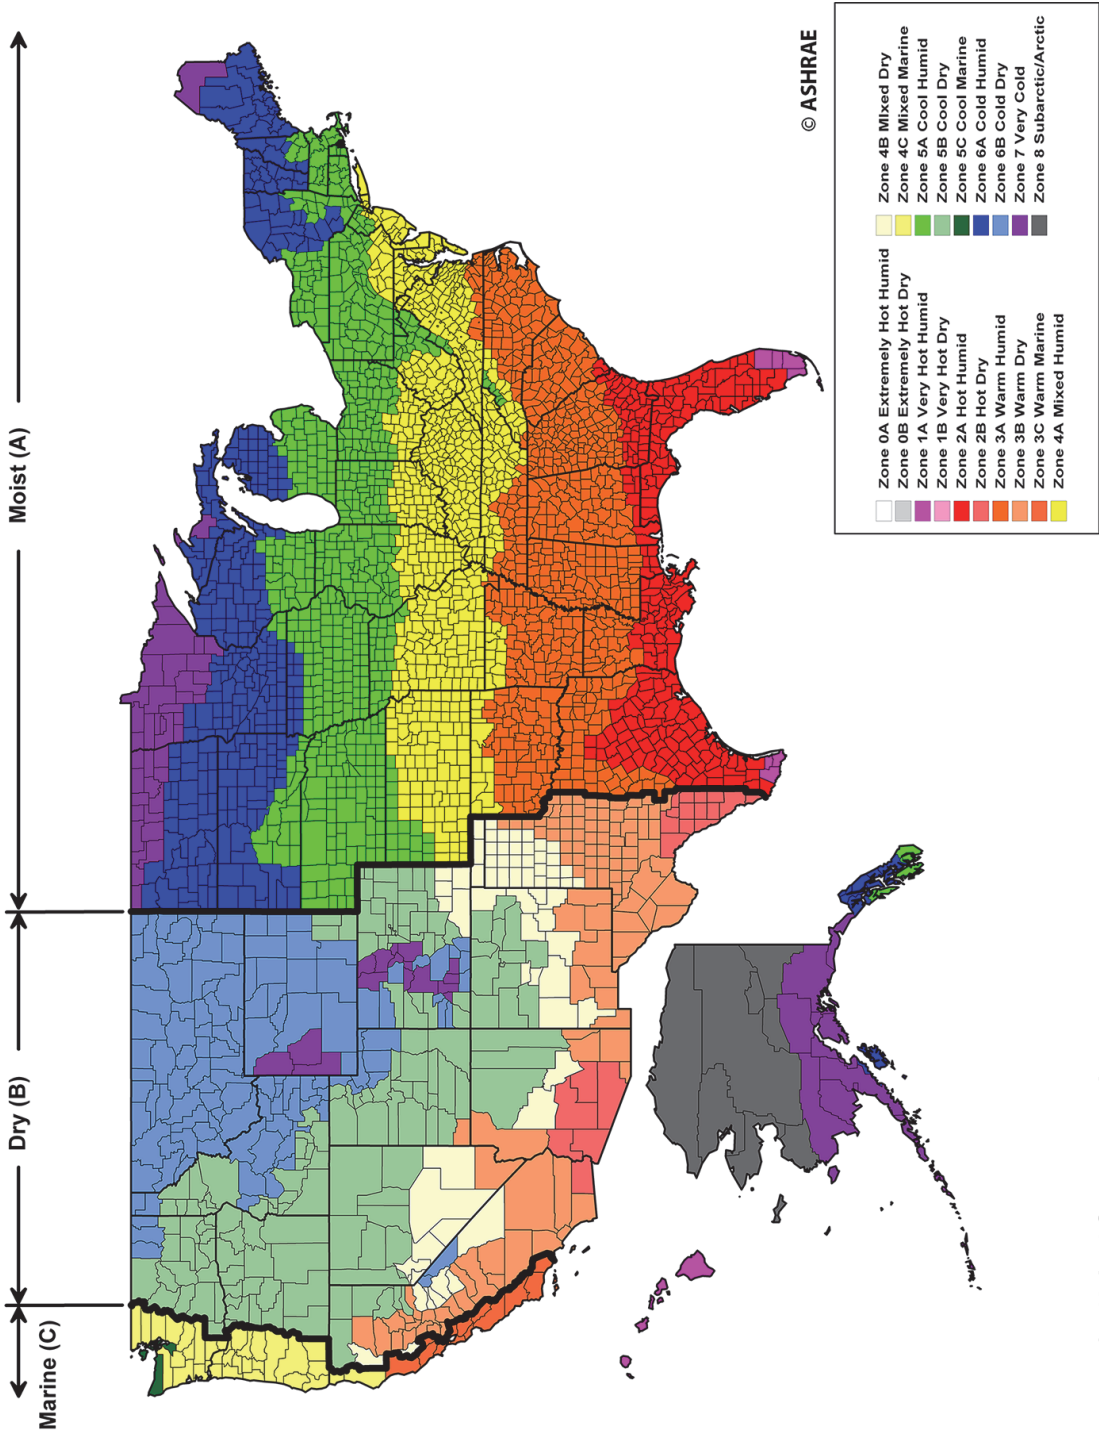 Marine (C)
Dry (B)
Moist (A)
© ASHRAE
Zone 0A Extremely Hot Humid
Zone 0B Extremely Hot Dry
Zone 1A Very Hot Humid
Zone 1B Very Hot Dry
Zone 2A Hot Humid
Zone 2B Hot Dry
Zone 3A Warm Humid
Zone 3B Warm Dry
Zone 3C Warm Marine
Zone 4A Mixed Humid
Zone 4B Mixed Dry
Zone 4C Mixed Marine
Zone 5A Cool Humid
Zone 5B Cool Dry
Zone 5C Cool Marine
Zone 6A Cold Humid
Zone 6B Cold Dry
Zone 7 Very Cold
Zone 8 Subarctic/Arctic